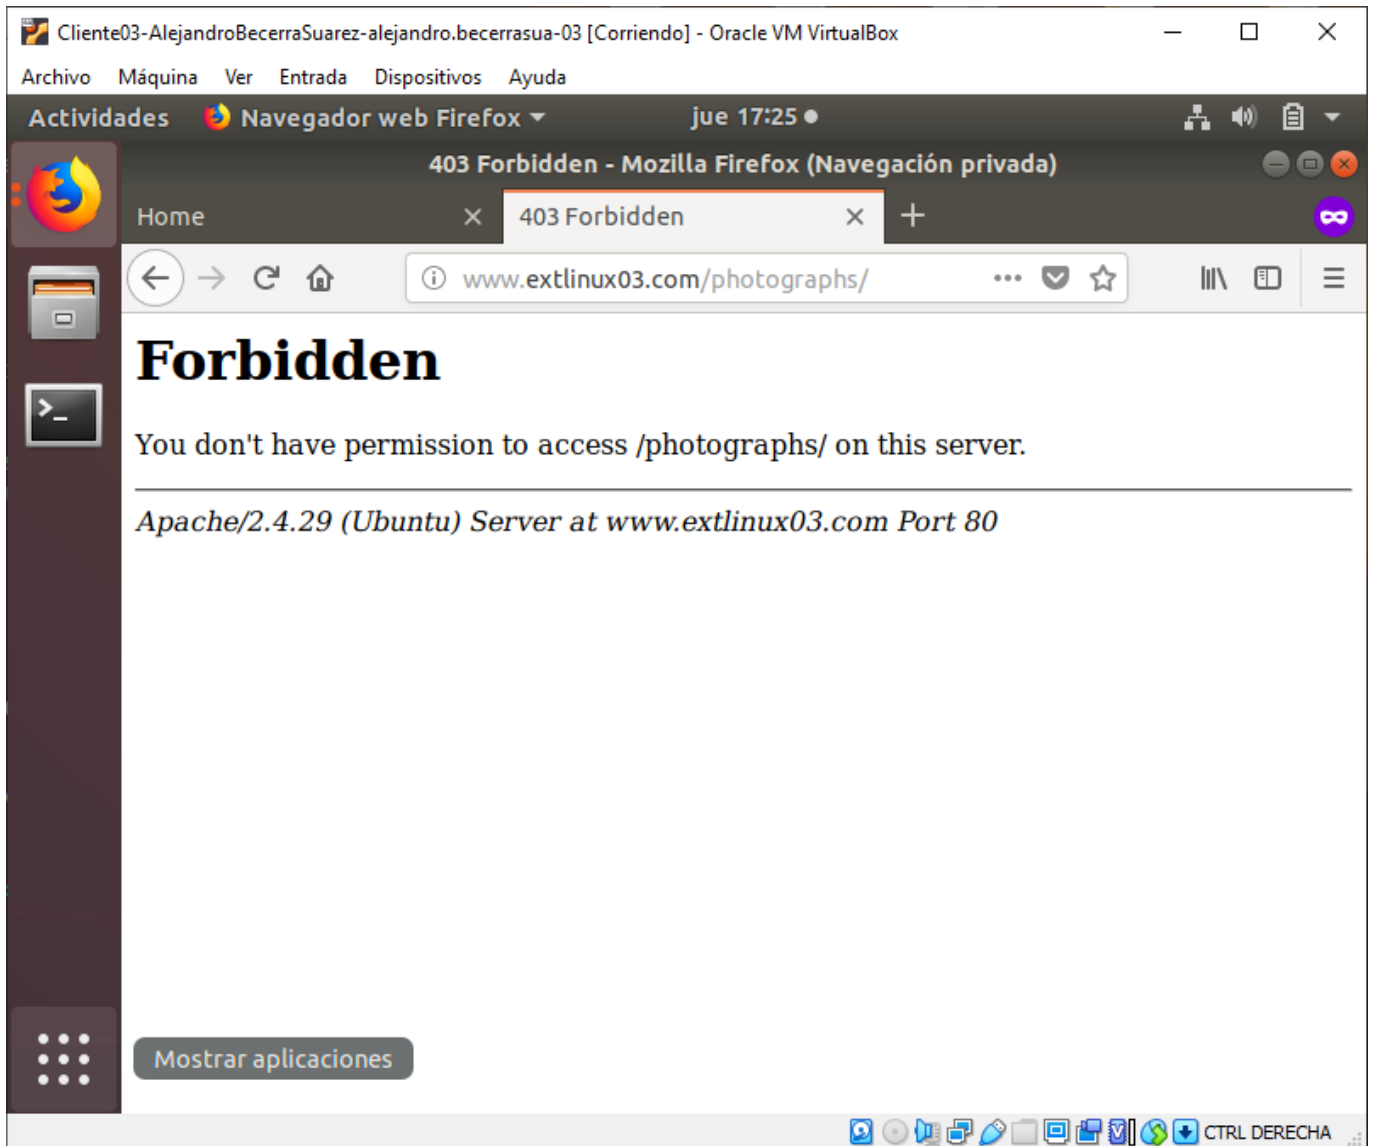 Cliente03-AlejandroBecerraSuarez-alejandro.becerrasua-03 [Corriendo] - Oracle VM VirtualBox
Archivo Máquina Ver Entrada Dispositivos Ayuda
Actividades Navegador web Firefox jue 17:25
403 Forbidden - Mozilla Firefox (Navegación privada)
Home 403 Forbidden
www.extlinux03.com/photographs/
Forbidden
You don't have permission to access /photographs/ on this server.
Apache/2.4.29 (Ubuntu) Server at www.extlinux03.com Port 80
Mostrar aplicaciones
CTRL DERECHA